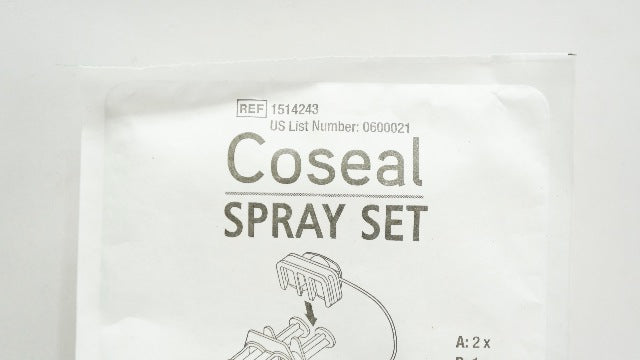 REF 1514243
US List Number: 0600021
Coseal
SPRAY SET
A: 2 x